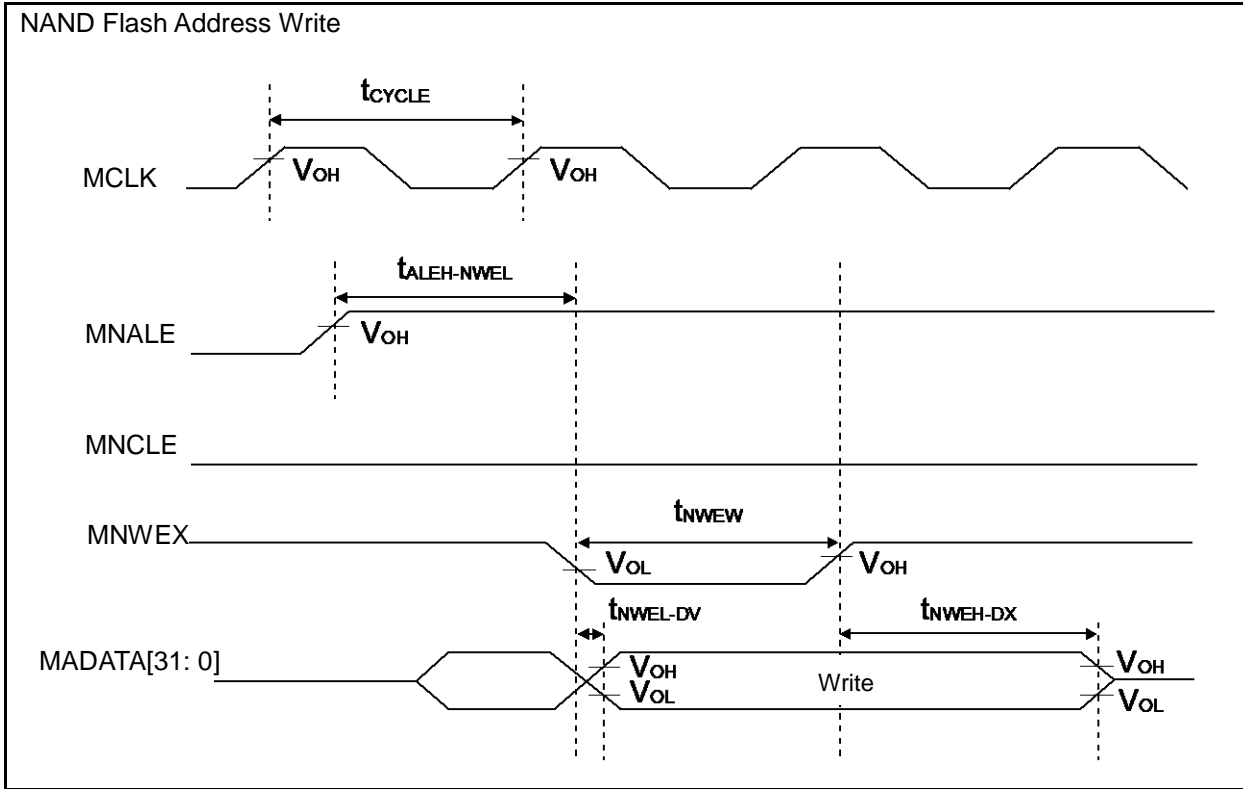 NAND Flash Address Write
tCYCLE
MCLK
VOH
VOH
tALEH-NWEL
MNALE
VOH
MNCLE
tNWEW
MNWEX
VOL
VOH
tNWEL-DV
tNWEH-DX
MADATA[31: 0]
VOH
VOL
Write
VOH
VOL